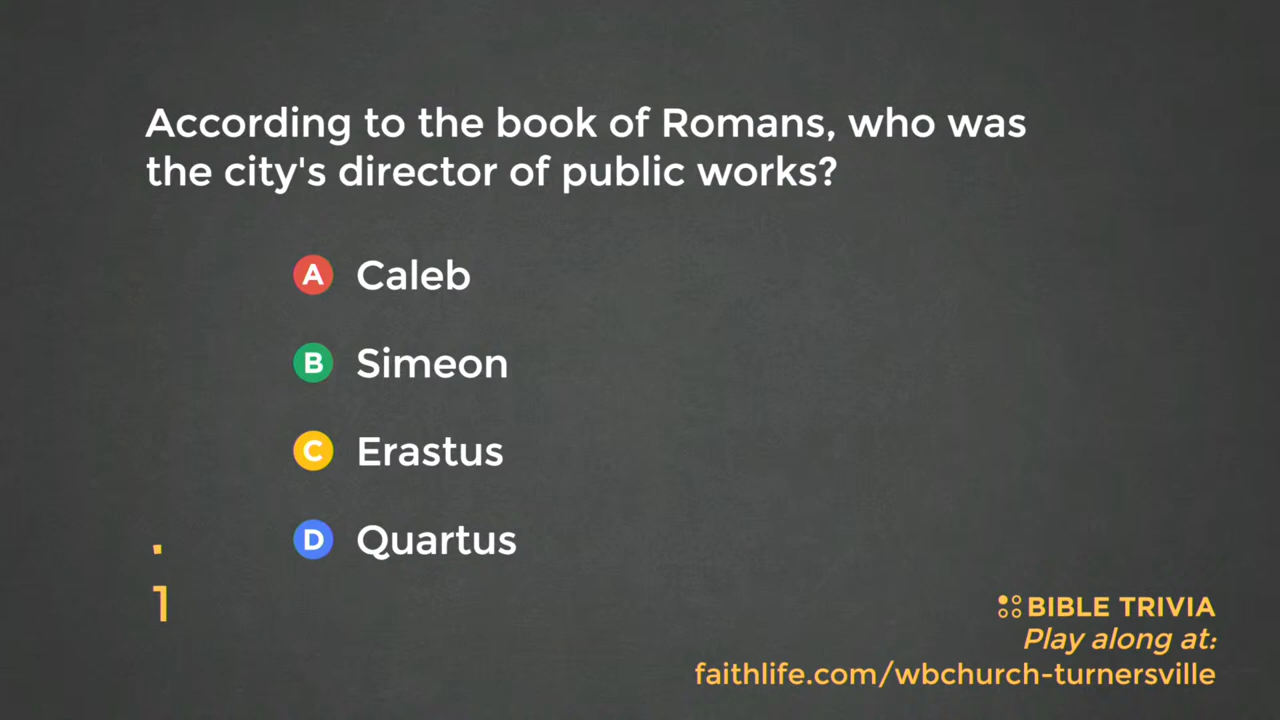 According to the book of Romans, who was
the city's director of public works?
A Caleb
B Simeon
C Erastus
D Quartus
1
BIBLE TRIVIA
Play along at:
faithlife.com/wbchurch-turnersville